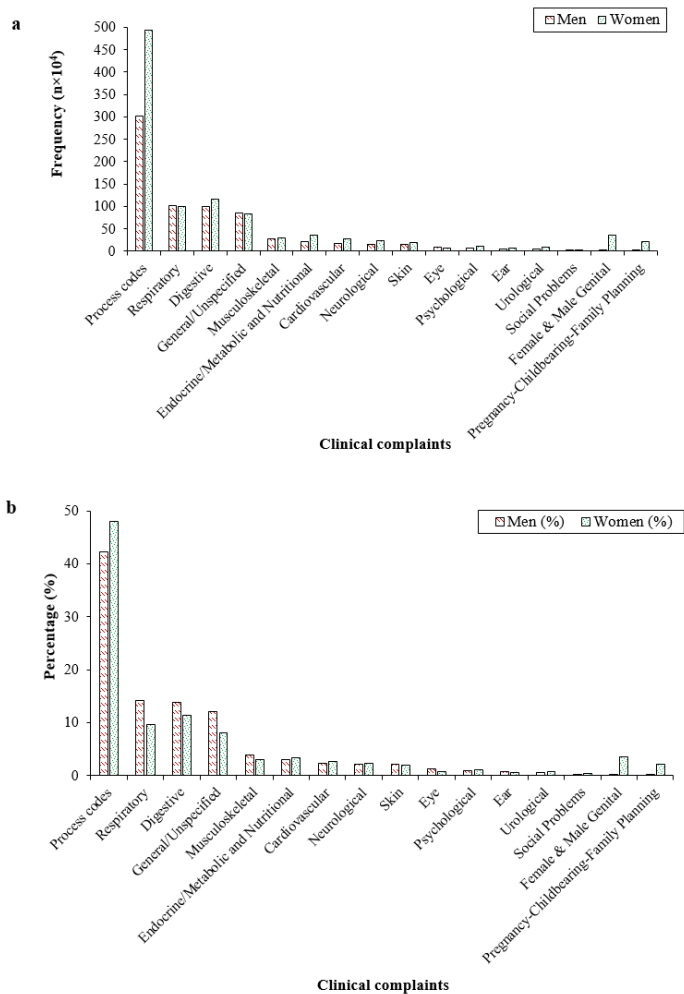 a
Men Women
Frequency (n×10⁴)
500
450
400
350
300
250
200
150
100
50
0
Process codes
Respiratory
Digestive
General/Unspecified
Musculoskeletal
Endocrine/Metabolic and Nutritional
Cardiovascular
Neurological
Skin
Eye
Psychological
Ear
Urological
Social Problems
Female & Male Genital
Pregnancy-Childbearing-Family Planning
Clinical complaints
b
Men (%) Women (%)
Percentage (%)
50
40
30
20
10
0
Process codes
Respiratory
Digestive
General/Unspecified
Musculoskeletal
Endocrine/Metabolic and Nutritional
Cardiovascular
Neurological
Skin
Eye
Psychological
Ear
Urological
Social Problems
Female & Male Genital
Pregnancy-Childbearing-Family Planning
Clinical complaints